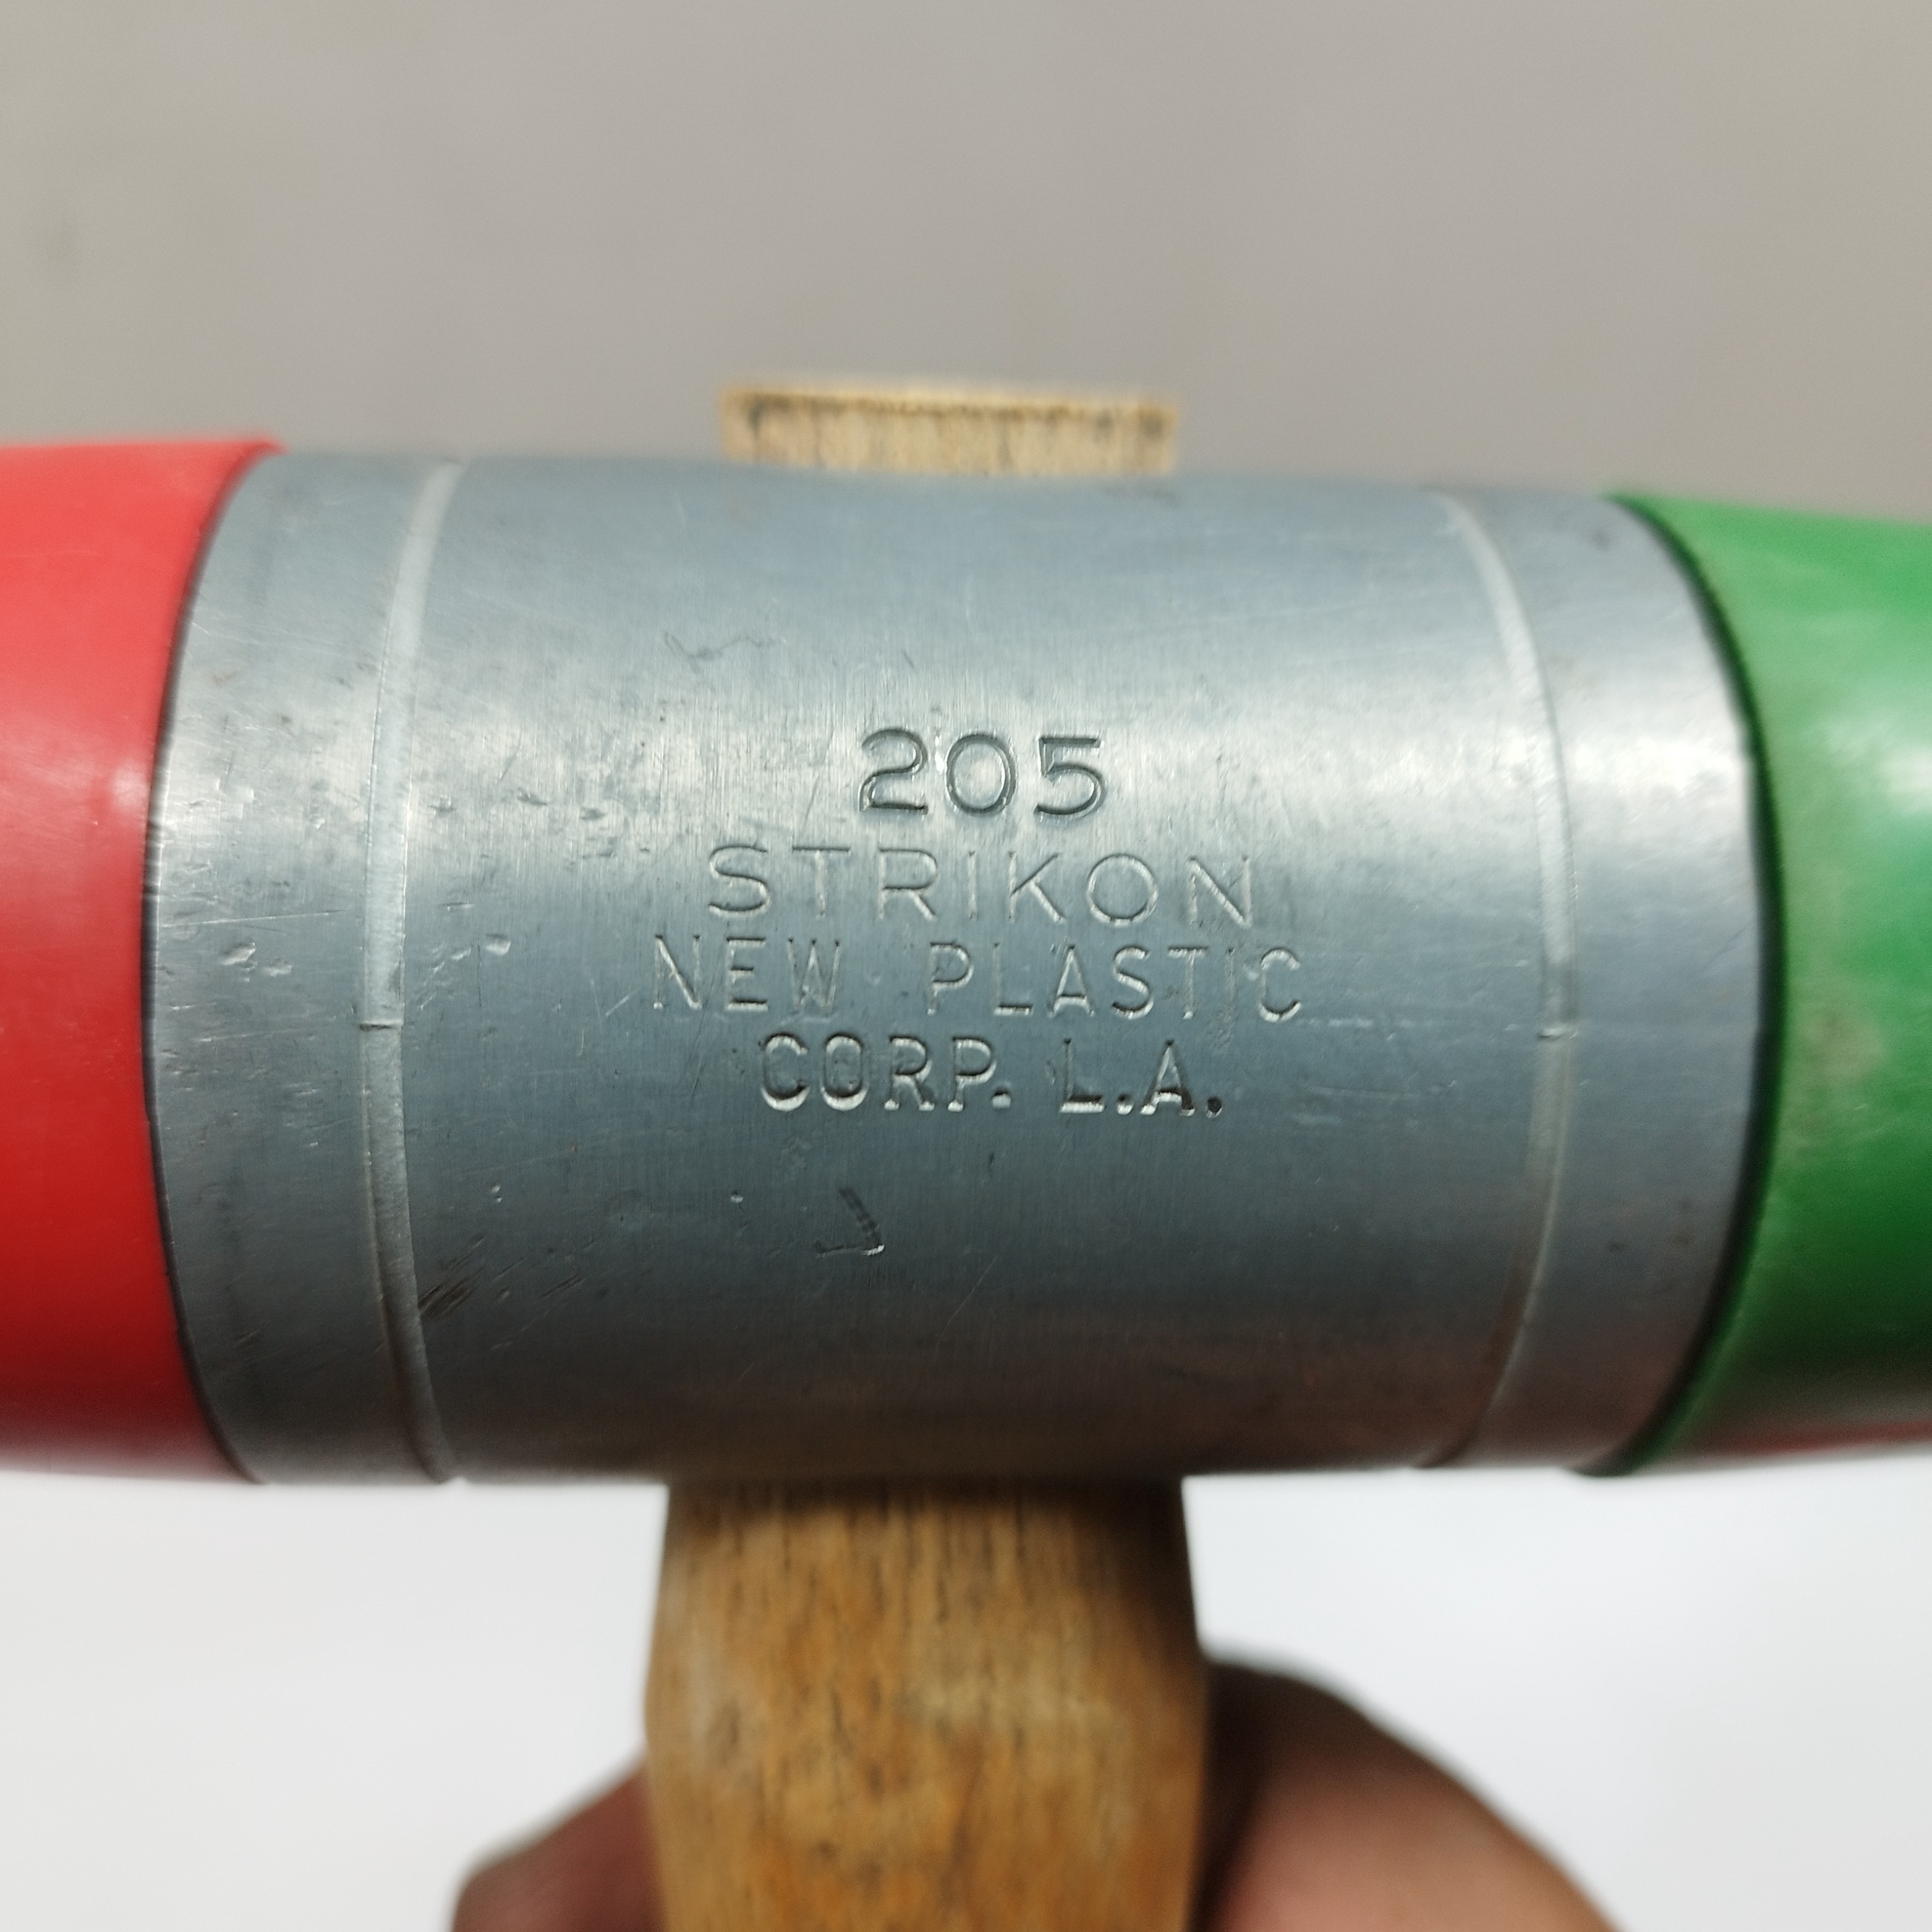 205
STRIKON
NEW PLASTIC
CORP. L.A.